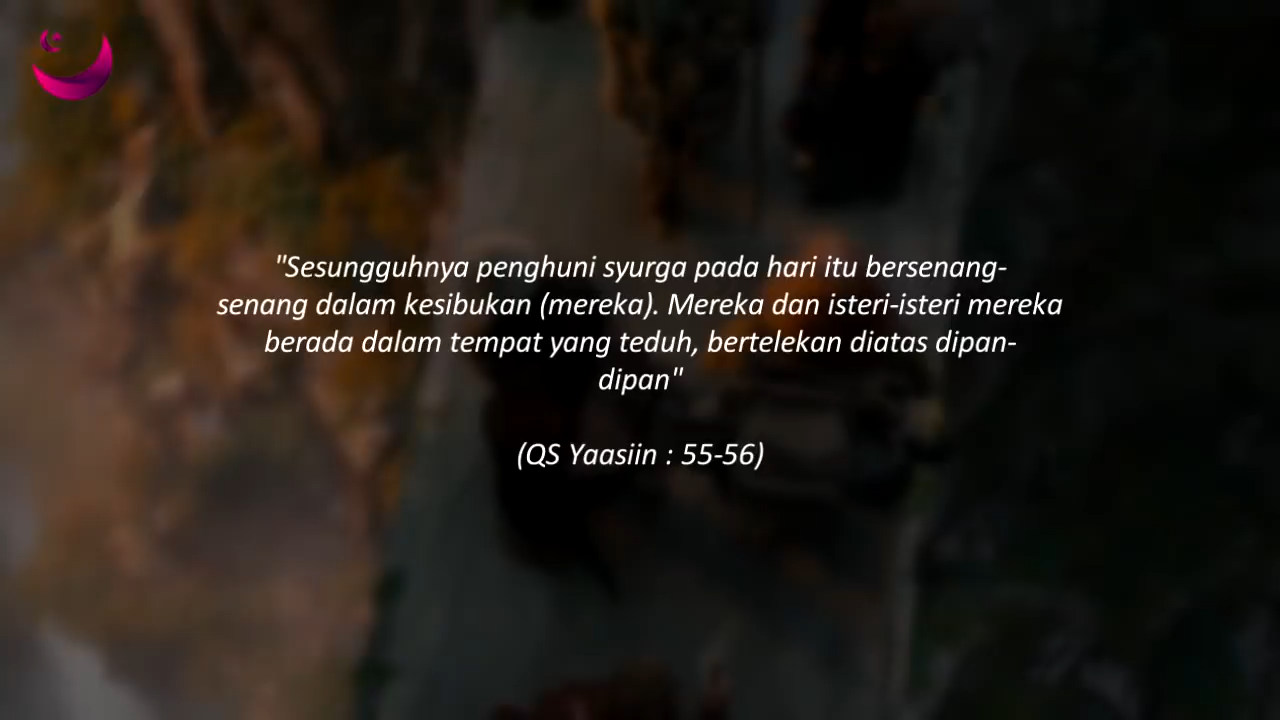 "Sesungguhnya penghuni syurga pada hari itu bersenang-
senang dalam kesibukan (mereka). Mereka dan isteri-isteri mereka
berada dalam tempat yang teduh, bertelekan diatas dipan-
dipan"
(QS Yaasiin : 55-56)